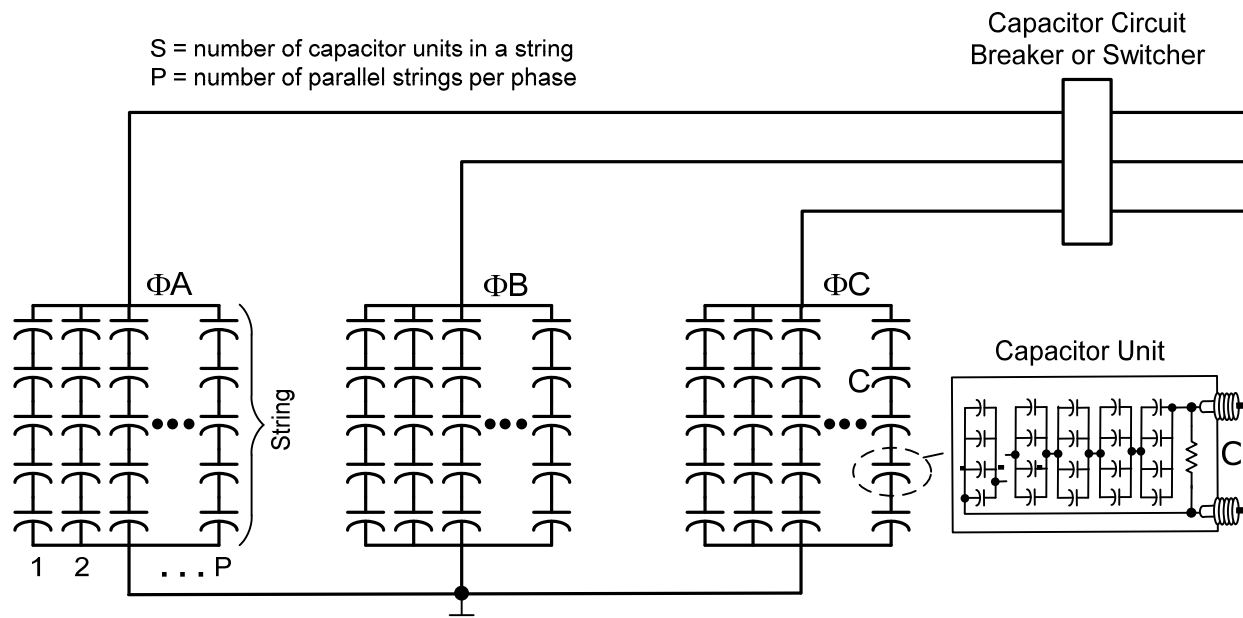 Capacitor Circuit
Breaker or Switcher
S = number of capacitor units in a string
P = number of parallel strings per phase
ΦA
ΦB
ΦC
String
C
Capacitor Unit
C
1 2 ... P